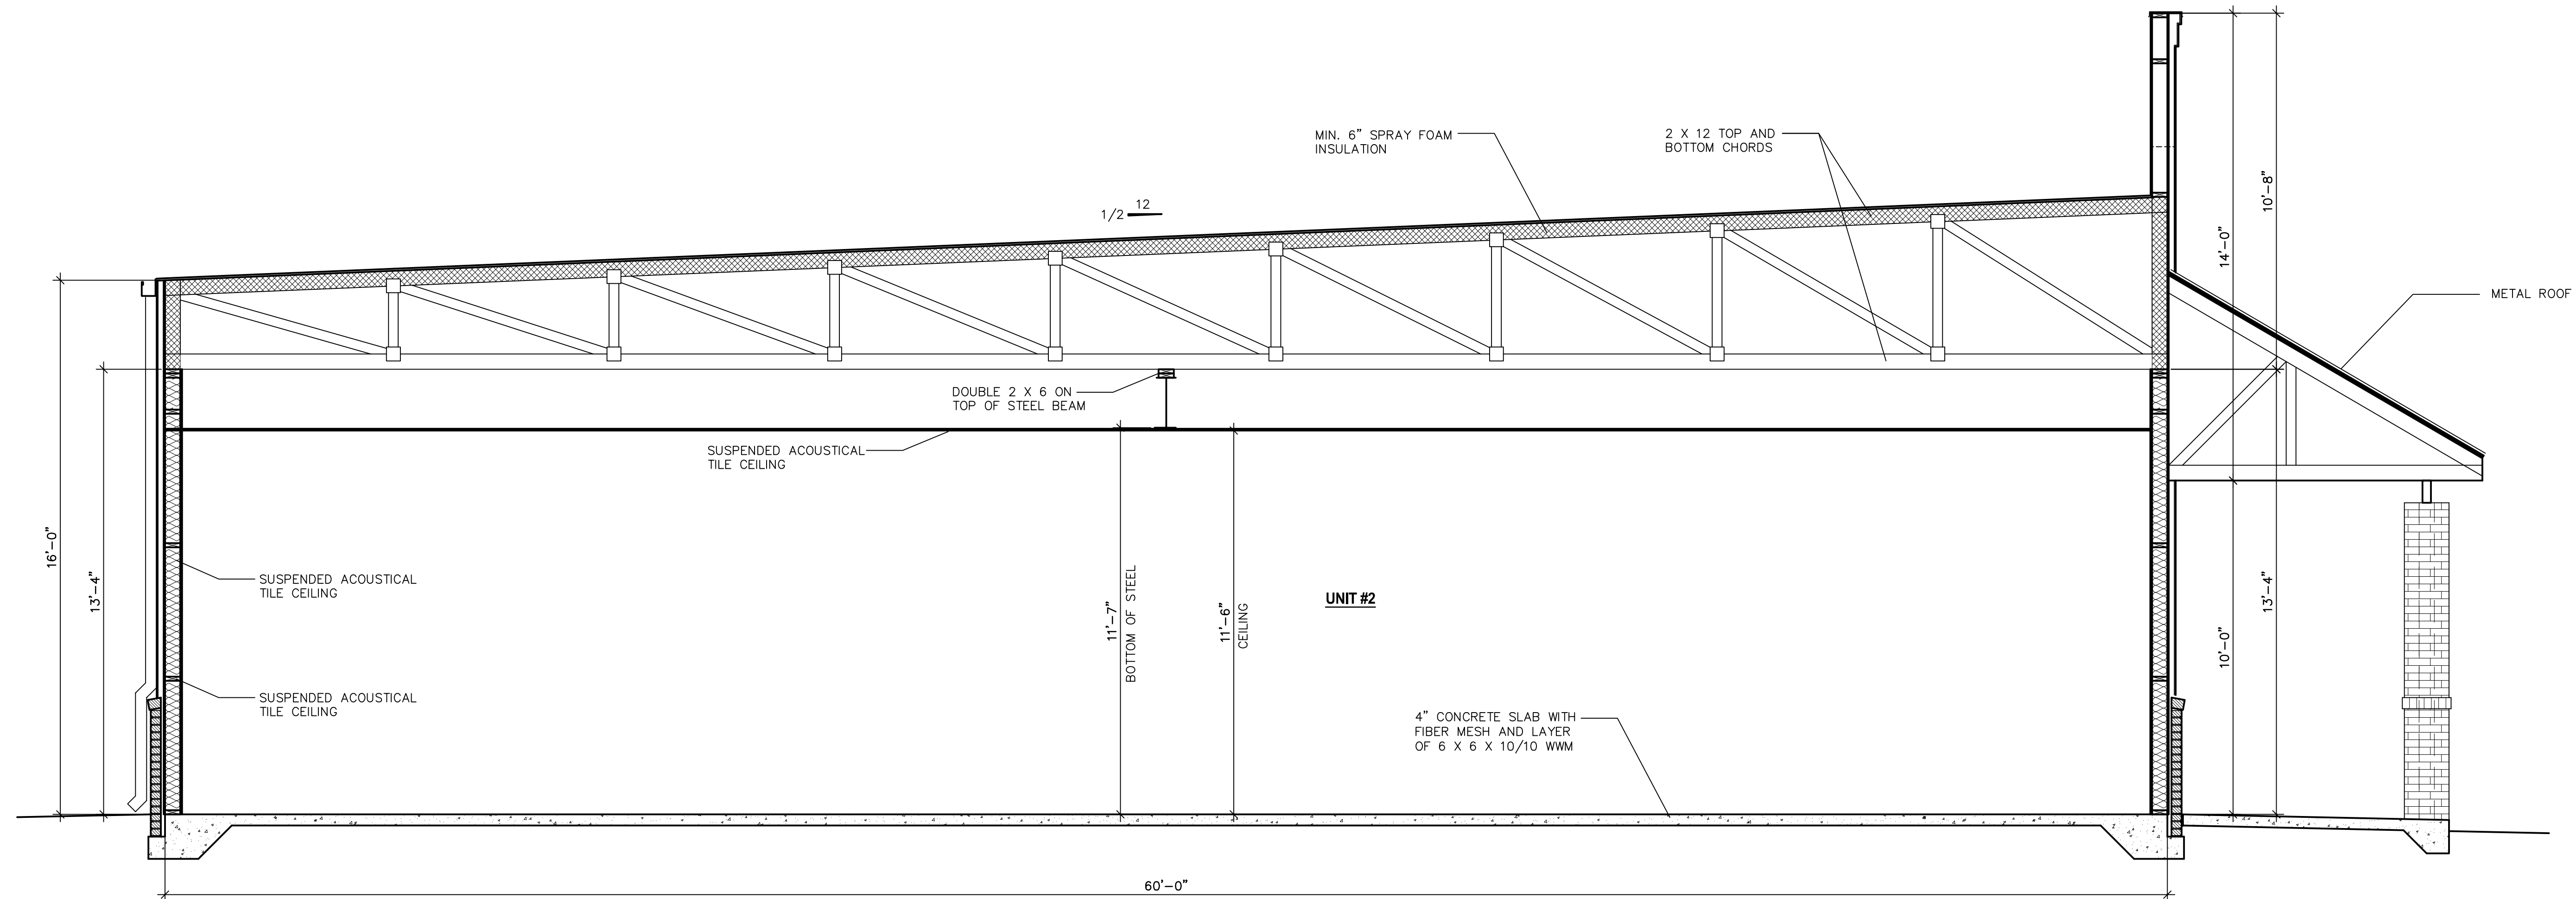 MIN. 6” SPRAY FOAM
INSULATION
2 X 12 TOP AND
BOTTOM CHORDS
12
1/2
10'-8"
14'-0"
METAL ROOF
DOUBLE 2 X 6 ON
TOP OF STEEL BEAM
SUSPENDED ACOUSTICAL
TILE CEILING
16'-0"
13'-4"
SUSPENDED ACOUSTICAL
TILE CEILING
11'-7"
BOTTOM OF STEEL
11'-6"
CEILING
UNIT #2
13'-4"
10'-0"
SUSPENDED ACOUSTICAL
TILE CEILING
4” CONCRETE SLAB WITH
FIBER MESH AND LAYER
OF 6 X 6 X 10/10 WWM
60'-0"